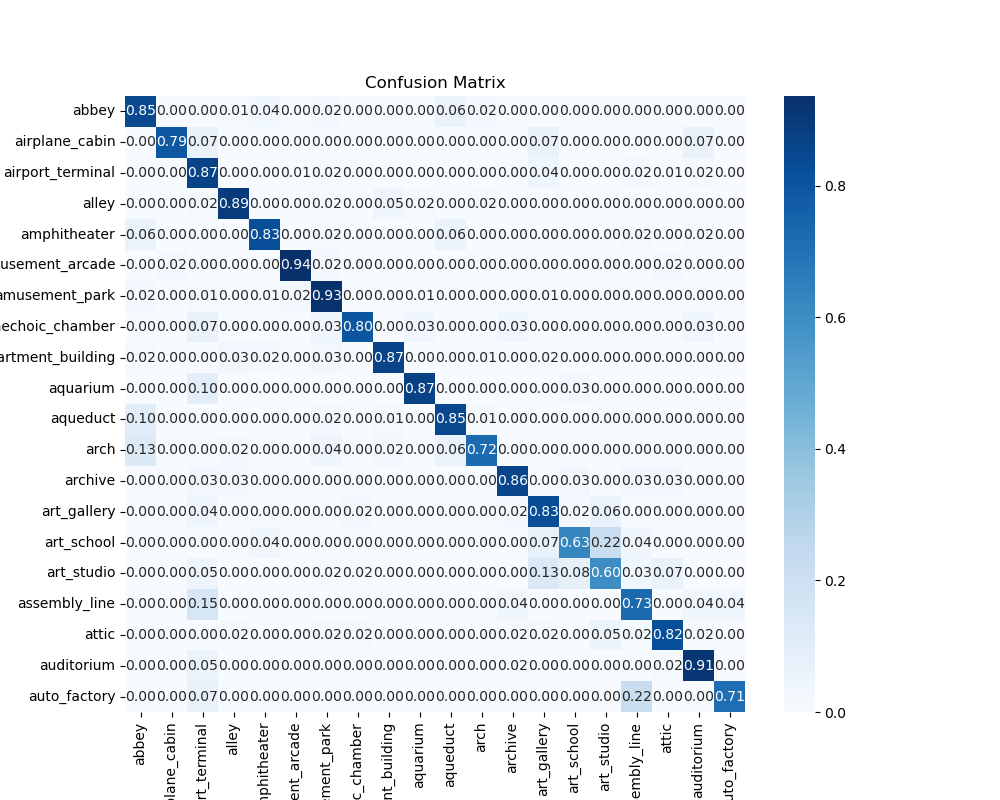 Confusion Matrix
abbey 0.85 0.00 0.00 0.01 0.04 0.00 0.02 0.00 0.00 0.00 0.06 0.02 0.00 0.00 0.00 0.00 0.00 0.00 0.00 0.00
airplane_cabin 0.00 0.79 0.07 0.00 0.00 0.00 0.00 0.00 0.00 0.00 0.00 0.00 0.00 0.07 0.00 0.00 0.00 0.00 0.07 0.00
airport_terminal 0.00 0.00 0.87 0.00 0.00 0.01 0.02 0.00 0.00 0.00 0.00 0.00 0.00 0.04 0.00 0.00 0.02 0.01 0.02 0.00
alley 0.00 0.00 0.02 0.89 0.00 0.00 0.02 0.00 0.05 0.02 0.00 0.02 0.00 0.00 0.00 0.00 0.00 0.00 0.00 0.00
amphitheater 0.06 0.00 0.00 0.00 0.83 0.00 0.02 0.00 0.00 0.00 0.06 0.00 0.00 0.00 0.00 0.00 0.02 0.00 0.02 0.00
usement_arcade 0.00 0.02 0.00 0.00 0.00 0.94 0.02 0.00 0.00 0.00 0.00 0.00 0.00 0.00 0.00 0.00 0.00 0.02 0.00 0.00
amusement_park 0.02 0.00 0.01 0.00 0.01 0.02 0.93 0.00 0.00 0.01 0.00 0.00 0.00 0.01 0.00 0.00 0.00 0.00 0.00 0.00
nechoic_chamber 0.00 0.00 0.07 0.00 0.00 0.00 0.03 0.80 0.00 0.03 0.00 0.00 0.03 0.00 0.00 0.00 0.00 0.00 0.03 0.00
artment_building 0.02 0.00 0.00 0.03 0.02 0.00 0.03 0.00 0.87 0.00 0.00 0.01 0.00 0.02 0.00 0.00 0.00 0.00 0.00 0.00
aquarium 0.00 0.00 0.10 0.00 0.00 0.00 0.00 0.00 0.00 0.87 0.00 0.00 0.00 0.00 0.03 0.00 0.00 0.00 0.00 0.00
aqueduct 0.10 0.00 0.00 0.00 0.00 0.00 0.02 0.00 0.01 0.00 0.85 0.01 0.00 0.00 0.00 0.00 0.00 0.00 0.00 0.00
arch 0.13 0.00 0.00 0.02 0.00 0.00 0.04 0.00 0.02 0.00 0.06 0.72 0.00 0.00 0.00 0.00 0.00 0.00 0.00 0.00
archive 0.00 0.00 0.03 0.03 0.00 0.00 0.00 0.00 0.00 0.00 0.00 0.00 0.86 0.00 0.03 0.00 0.03 0.03 0.00 0.00
art_gallery 0.00 0.00 0.04 0.00 0.00 0.00 0.00 0.02 0.00 0.00 0.00 0.00 0.02 0.83 0.02 0.06 0.00 0.00 0.00 0.00
art_school 0.00 0.00 0.00 0.00 0.04 0.00 0.00 0.00 0.00 0.00 0.00 0.00 0.00 0.07 0.63 0.22 0.04 0.00 0.00 0.00
art_studio 0.00 0.00 0.05 0.00 0.00 0.00 0.02 0.02 0.00 0.00 0.00 0.00 0.00 0.13 0.08 0.60 0.03 0.07 0.00 0.00
assembly_line 0.00 0.00 0.15 0.00 0.00 0.00 0.00 0.00 0.00 0.00 0.00 0.00 0.04 0.00 0.00 0.00 0.73 0.00 0.04 0.04
attic 0.00 0.00 0.00 0.02 0.00 0.00 0.02 0.02 0.00 0.00 0.00 0.00 0.02 0.02 0.00 0.05 0.02 0.82 0.02 0.00
auditorium 0.00 0.00 0.05 0.00 0.00 0.00 0.00 0.00 0.00 0.00 0.00 0.00 0.02 0.00 0.00 0.00 0.00 0.02 0.91 0.00
auto_factory 0.00 0.00 0.07 0.00 0.00 0.00 0.00 0.00 0.00 0.00 0.00 0.00 0.00 0.00 0.00 0.00 0.22 0.00 0.00 0.71
abbey
plane_cabin
rt_terminal
alley
mphitheater
ent_arcade
ement_park
c_chamber
nt_building
aquarium
aqueduct
arch
archive
art_gallery
art_school
art_studio
embly_line
attic
auditorium
uto_factory
0.8
0.6
0.4
0.2
0.0